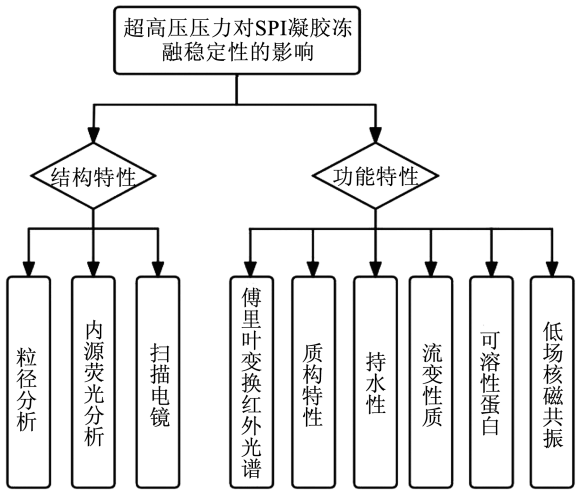 超高压压力对SPI凝胶冻
融稳定性的影响
结构特性
功能特性
粒径分析
内源荧光分析
扫描电镜
傅里叶变换红外光谱
质构特性
持水性
流变性质
可溶性蛋白
低场核磁共振